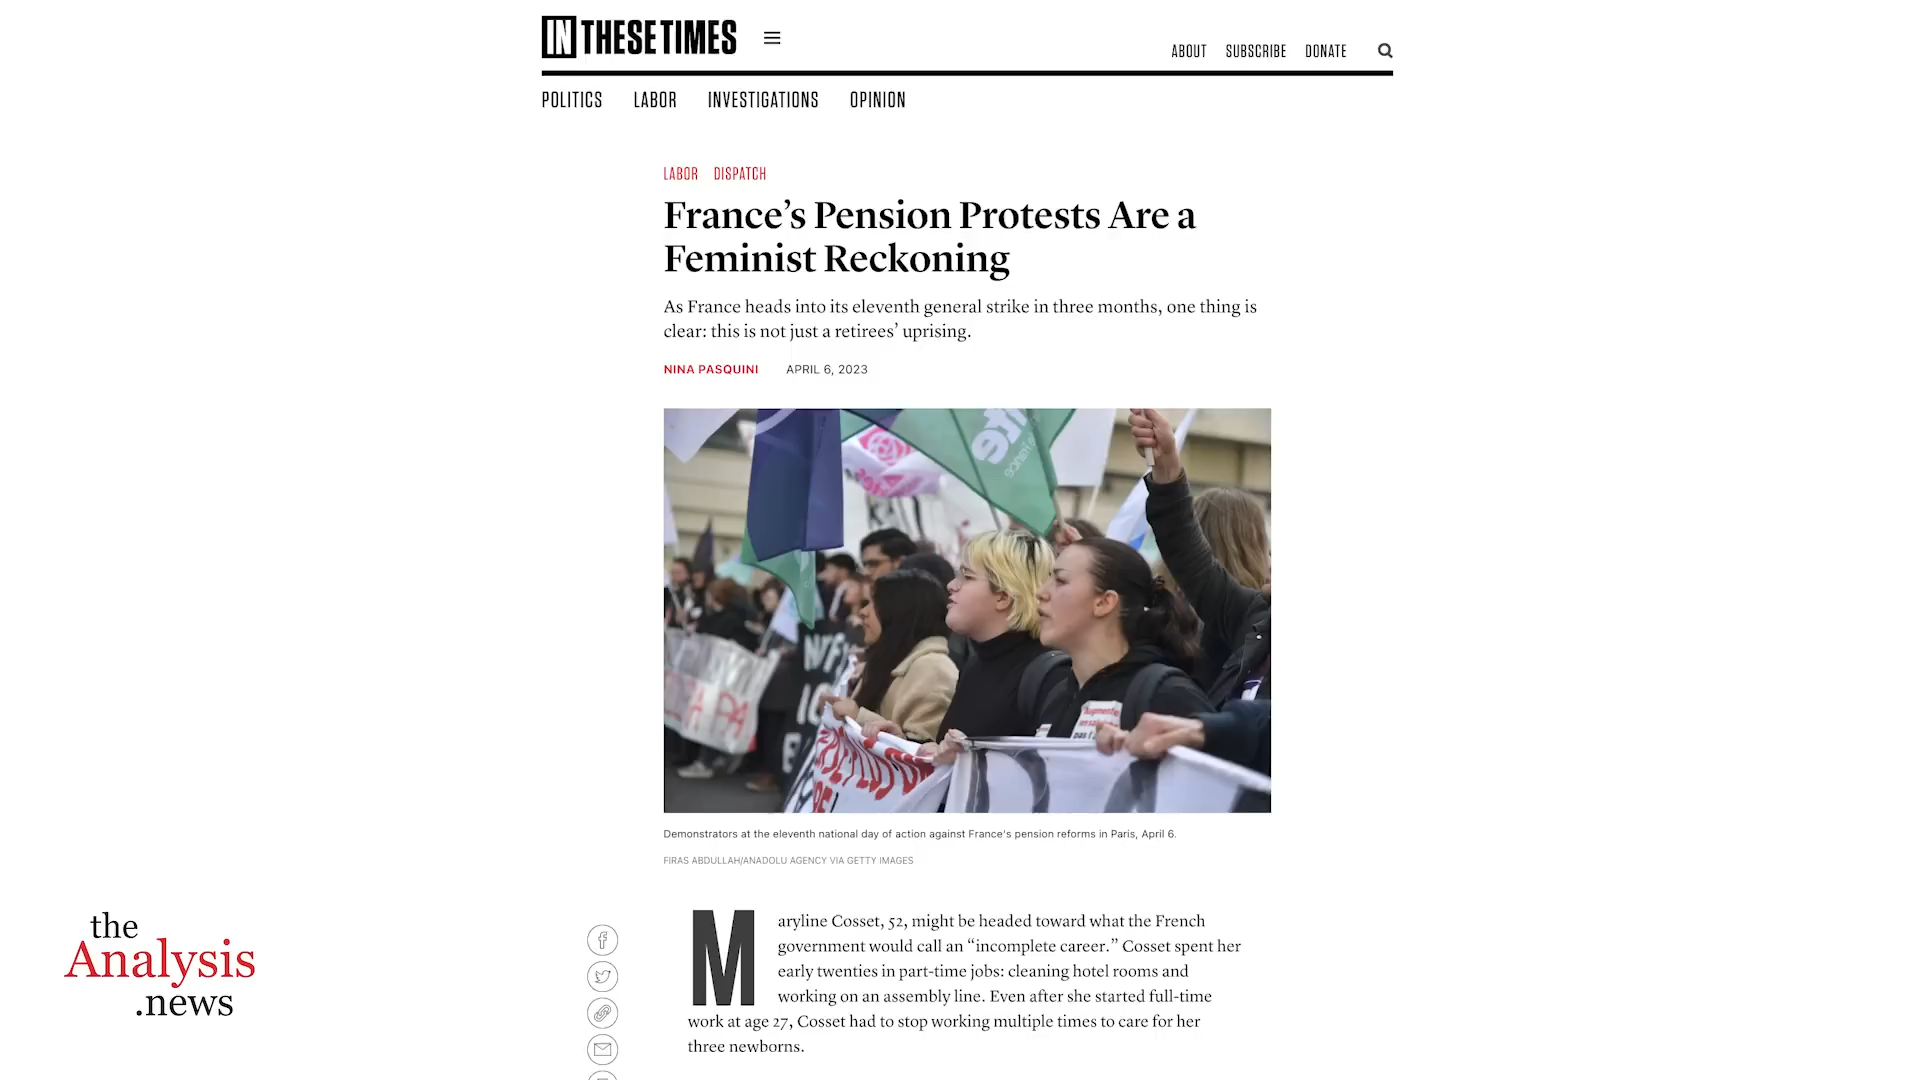 IN THESE TIMES
ABOUT SUBSCRIBE DONATE
POLITICS LABOR INVESTIGATIONS OPINION
LABOR DISPATCH
France’s Pension Protests Are a
Feminist Reckoning
As France heads into its eleventh general strike in three months, one thing is
clear: this is not just a retirees’ uprising.
NINA PASQUINI APRIL 6, 2023
Demonstrators at the eleventh national day of action against France's pension reforms in Paris, April 6.
FIRAS ABDULLAH/ANADOLU AGENCY VIA GETTY IMAGES
Maryline Cosset, 52, might be headed toward what the French
government would call an “incomplete career.” Cosset spent her
early twenties in part-time jobs: cleaning hotel rooms and
working on an assembly line. Even after she started full-time
work at age 27, Cosset had to stop working multiple times to care for her
three newborns.
the
Analysis
.news